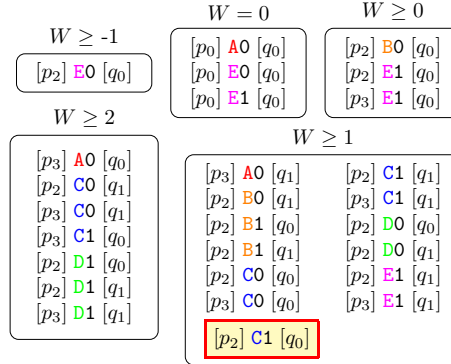 W ≥ -1
[p₂] E0 [q₀]
W = 0
[p₀] A0 [q₀]
[p₀] E0 [q₀]
[p₀] E1 [q₀]
W ≥ 0
[p₂] B0 [q₀]
[p₂] E1 [q₀]
[p₃] E1 [q₀]
W ≥ 2
[p₃] A0 [q₀]
[p₂] C0 [q₁]
[p₃] C0 [q₁]
[p₃] C1 [q₀]
[p₂] D1 [q₀]
[p₂] D1 [q₁]
[p₃] D1 [q₁]
W ≥ 1
[p₃] A0 [q₁]
[p₂] B0 [q₁]
[p₂] B1 [q₀]
[p₂] B1 [q₁]
[p₂] C0 [q₀]
[p₃] C0 [q₀]
[p₂] C1 [q₁]
[p₃] C1 [q₁]
[p₂] D0 [q₀]
[p₂] D0 [q₁]
[p₂] E1 [q₁]
[p₃] E1 [q₁]
[p₂] C1 [q₀]